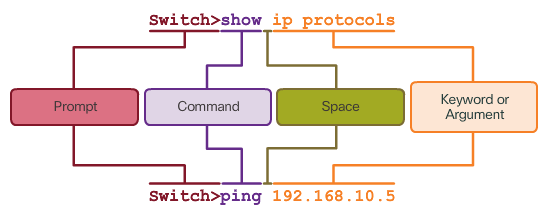 Switch>show ip protocols
Prompt
Command
Space
Keyword or
Argument
Switch>ping 192.168.10.5